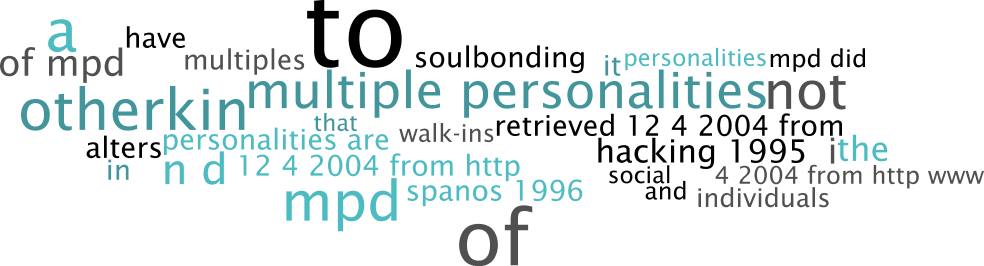 a have to
of mpd multiples soulbonding it personalities mpd did
otherkin multiple personalities not
that
alters personalities are walk-ins retrieved 12 4 2004 from
hacking 1995 i the
in n d 12 4 2004 from http social 4 2004 from http www
mpd spanos 1996 and individuals
of